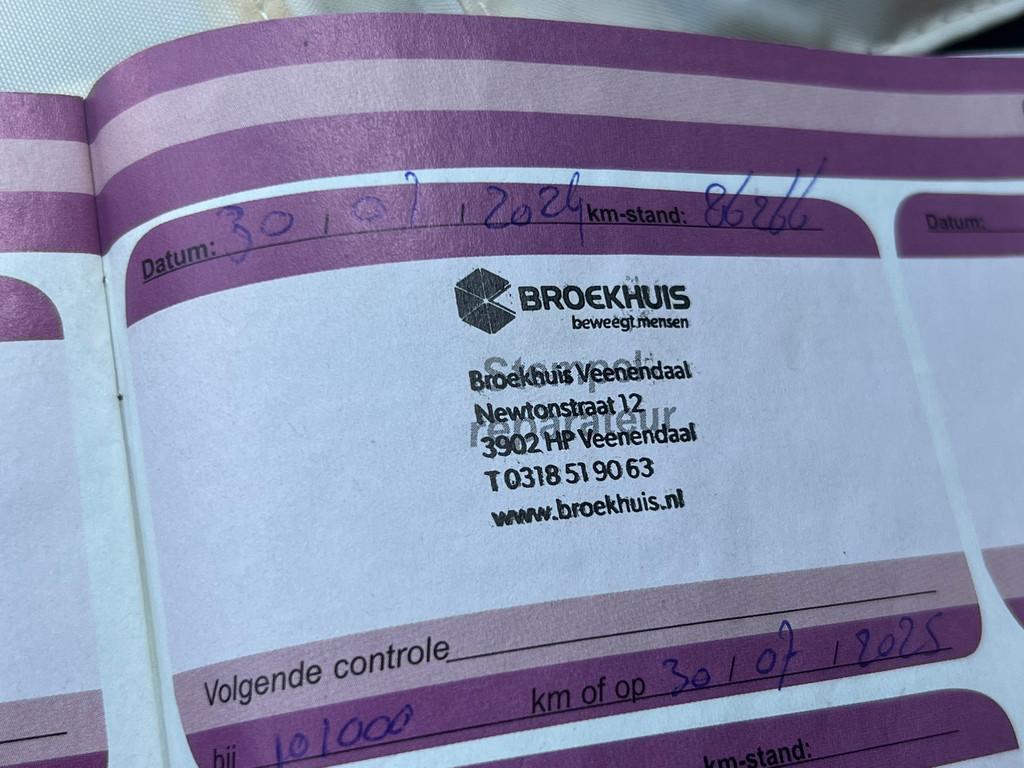 Datum: 30 / 07 / 2024 km-stand: 86266
Datum:
BROEKHUIS
beweegt mensen
Stempel
reparateur
Broekhuis Veenendaal
Newtonstraat 12
3902 HP Veenendaal
T 0318 51 90 63
www.broekhuis.nl
Volgende controle
bij 101000 km of op 30 / 07 / 2025
km-stand: